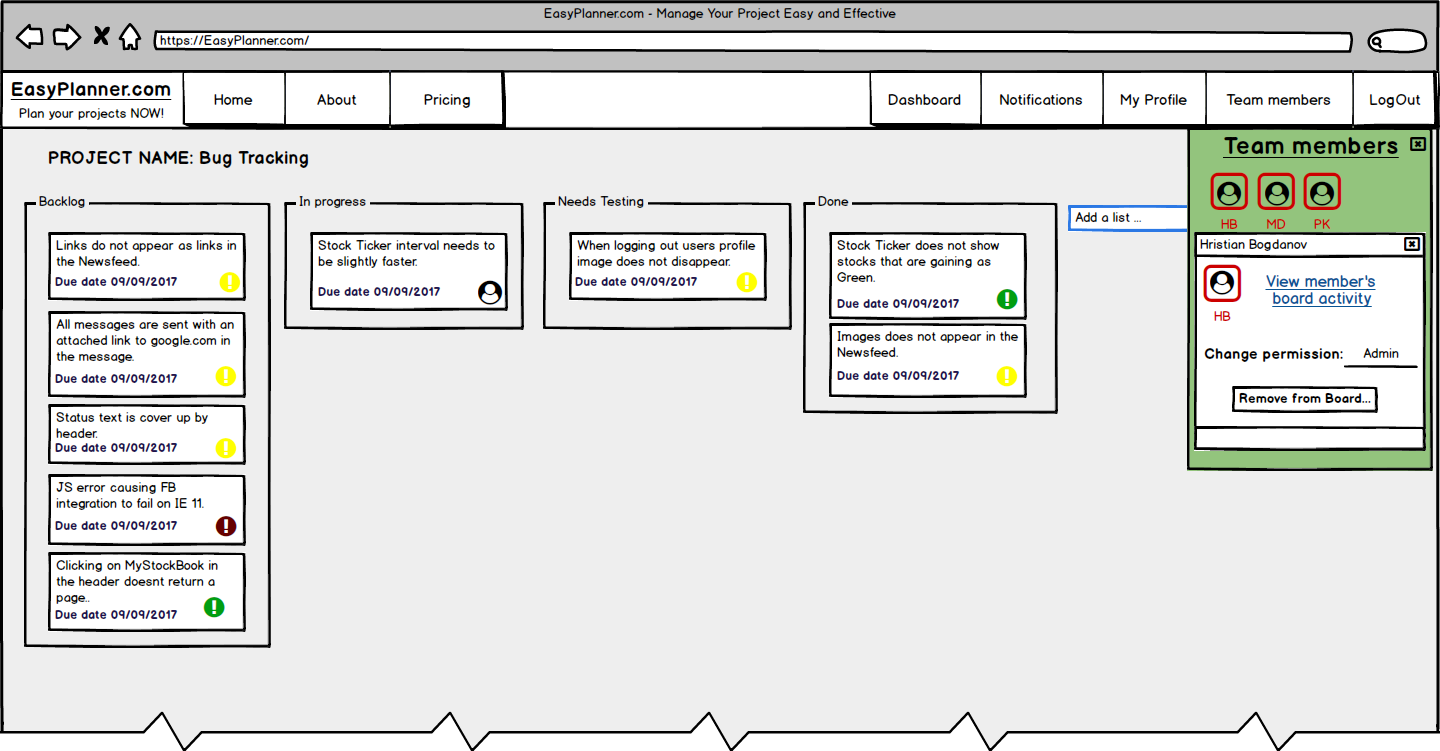 EasyPlanner.com - Manage Your Project Easy and Effective
https://EasyPlanner.com/
EasyPlanner.com
Plan your projects NOW!
Home
About
Pricing
Dashboard
Notifications
My Profile
Team members
LogOut
PROJECT NAME: Bug Tracking
Backlog
Links do not appear as links in
the Newsfeed.
Due date 09/09/2017
All messages are sent with an
attached link to google.com in
the message.
Due date 09/09/2017
Status text is cover up by
header.
Due date 09/09/2017
JS error causing FB
integration to fail on IE 11.
Due date 09/09/2017
Clicking on MyStockBook in
the header doesnt return a
page..
Due date 09/09/2017
In progress
Stock Ticker interval needs to
be slightly faster.
Due date 09/09/2017
Needs Testing
When logging out users profile
image does not disappear.
Due date 09/09/2017
Done
Stock Ticker does not show
stocks that are gaining as
Green.
Due date 09/09/2017
Images does not appear in the
Newsfeed.
Due date 09/09/2017
Add a list ...
Team members
HB
MD
PK
Hristian Bogdanov
HB
View member's
board activity
Change permission: Admin
Remove from Board...